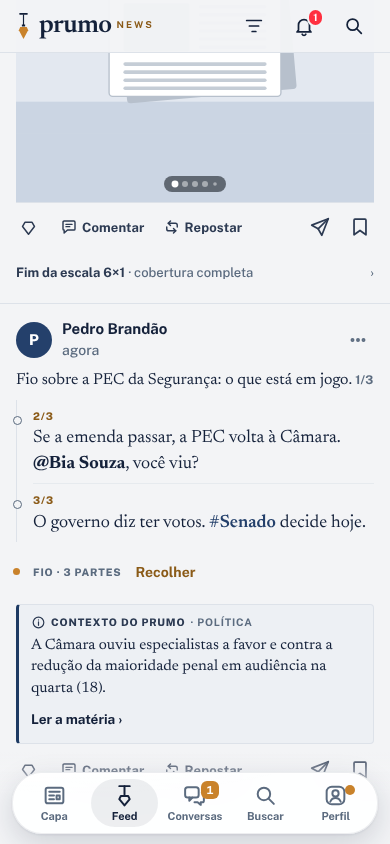 prumo NEWS
1
Comentar
Repostar
Fim da escala 6×1 · cobertura completa ›
P
Pedro Brandão
agora
Fio sobre a PEC da Segurança: o que está em jogo. 1/3
2/3
Se a emenda passar, a PEC volta à Câmara.
@Bia Souza, você viu?
3/3
O governo diz ter votos. #Senado decide hoje.
FIO · 3 PARTES Recolher
CONTEXTO DO PRUMO · POLÍTICA
A Câmara ouviu especialistas a favor e contra a
redução da maioridade penal em audiência na
quarta (18).
Ler a matéria ›
Comentar
Repostar
1
Capa
Feed
Conversas
Buscar
Perfil